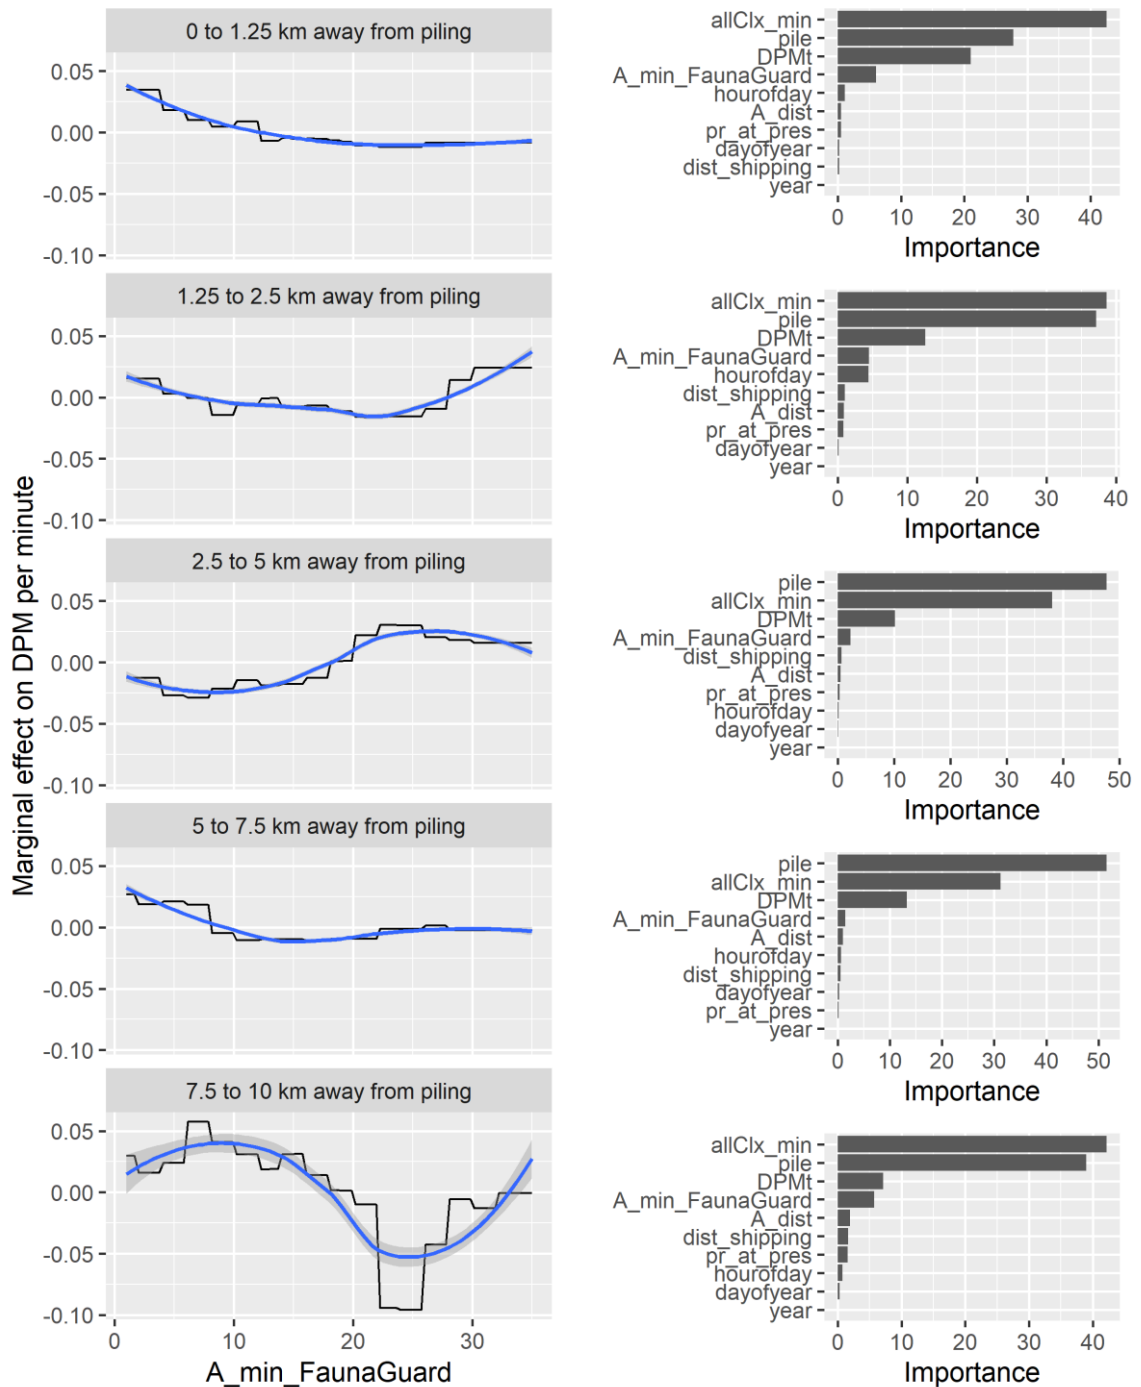 0 to 1.25 km away from piling
0.05
0.00
-0.05
-0.10
1.25 to 2.5 km away from piling
0.05
0.00
-0.05
-0.10
2.5 to 5 km away from piling
0.05
0.00
-0.05
-0.10
5 to 7.5 km away from piling
0.05
0.00
-0.05
-0.10
7.5 to 10 km away from piling
0.05
0.00
-0.05
-0.10
0 10 20 30
A_min_FaunaGuard
Marginal effect on DPM per minute
allClx_min
pile
DPMt
A_min_FaunaGuard
hourofday
A_dist
pr_at_pres
dayofyear
dist_shipping
year
0 10 20 30 40
Importance
allClx_min
pile
DPMt
A_min_FaunaGuard
hourofday
dist_shipping
A_dist
pr_at_pres
dayofyear
year
0 10 20 30 40
Importance
pile
allClx_min
DPMt
A_min_FaunaGuard
dist_shipping
A_dist
pr_at_pres
hourofday
dayofyear
year
0 10 20 30 40 50
Importance
pile
allClx_min
DPMt
A_min_FaunaGuard
A_dist
hourofday
dist_shipping
dayofyear
pr_at_pres
year
0 10 20 30 40 50
Importance
allClx_min
pile
DPMt
A_min_FaunaGuard
A_dist
dist_shipping
pr_at_pres
hourofday
dayofyear
year
0 10 20 30 40
Importance